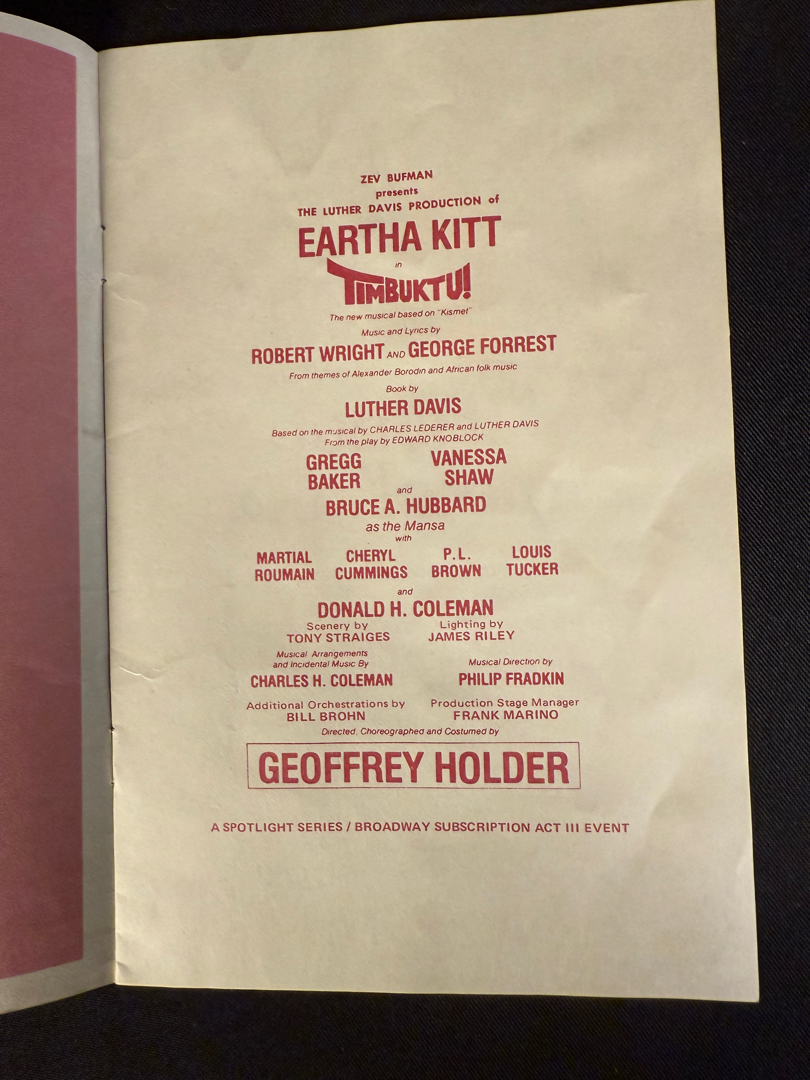 ZEV BUFMAN
presents
THE LUTHER DAVIS PRODUCTION of
EARTHA KITT
in
TIMBUKTU!
The new musical based on "Kismet"
Music and Lyrics by
ROBERT WRIGHT AND GEORGE FORREST
From themes of Alexander Borodin and African folk music
Book by
LUTHER DAVIS
Based on the musical by CHARLES LEDERER and LUTHER DAVIS
From the play by EDWARD KNOBLOCK
GREGG BAKER
VANESSA SHAW
and
BRUCE A. HUBBARD
as the Mansa
with
MARTIAL ROUMAIN
CHERYL CUMMINGS
P.L. BROWN
LOUIS TUCKER
and
DONALD H. COLEMAN
Scenery by
TONY STRAIGES
Lighting by
JAMES RILEY
Musical Arrangements
and Incidental Music By
CHARLES H. COLEMAN
Musical Direction by
PHILIP FRADKIN
Additional Orchestrations by
BILL BROHN
Production Stage Manager
FRANK MARINO
Directed, Choreographed and Costumed by
GEOFFREY HOLDER
A SPOTLIGHT SERIES / BROADWAY SUBSCRIPTION ACT III EVENT